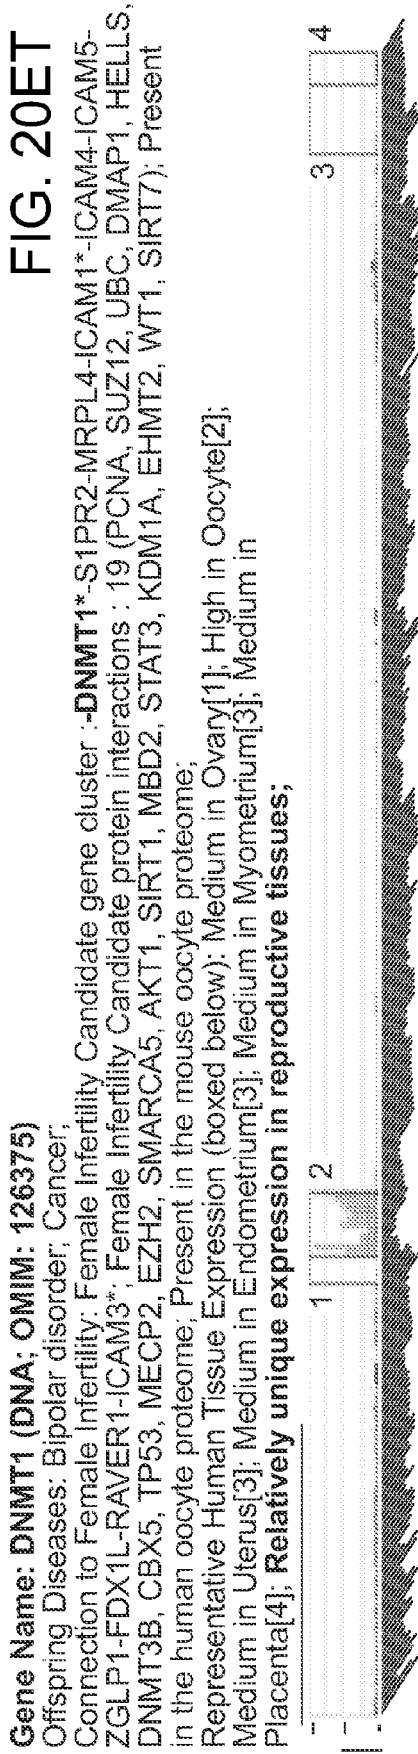 FIG. 20ET
Gene Name: DNMT1 (DNA; OMIM: 126375)
Offspring Diseases: Bipolar disorder; Cancer;
Connection to Female Infertility: Female Infertility Candidate gene cluster :-DNMT1*-S1PR2-MRPL4-ICAM1*-ICAM4-ICAM5-
ZGLP1-FDX1L-RAVER1-ICAM3*; Female Infertility Candidate protein interactions : 19 (PCNA, SUZ12, UBC, DMAP1, HELLS,
DNMT3B, CBX5, TP53, MECP2, EZH2, SMARCA5, AKT1, SIRT1, MBD2, STAT3, KDM1A, EHMT2, WT1, SIRT7); Present
in the human oocyte proteome; Present in the mouse oocyte proteome;
Representative Human Tissue Expression (boxed below): Medium in Ovary[1]; High in Oocyte[2];
Medium in Uterus[3]; Medium in Endometrium[3]; Medium in Myometrium[3]; Medium in
Placenta[4]; Relatively unique expression in reproductive tissues;
1 2 3 4